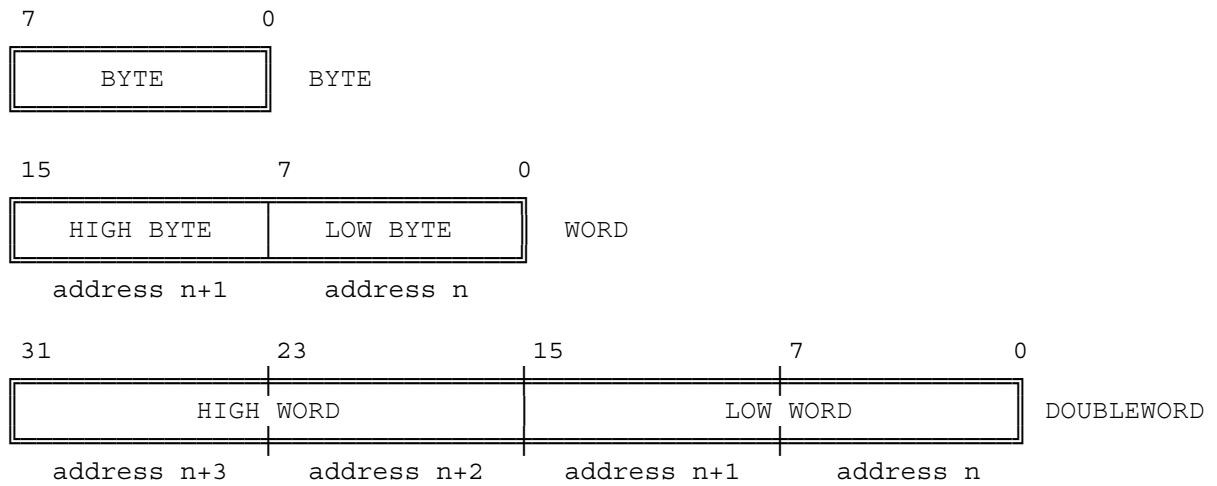 7 0
BYTE BYTE
15 7 0
HIGH BYTE LOW BYTE WORD
address n+1 address n
31 23 15 7 0
HIGH WORD LOW WORD DOUBLEWORD
address n+3 address n+2 address n+1 address n